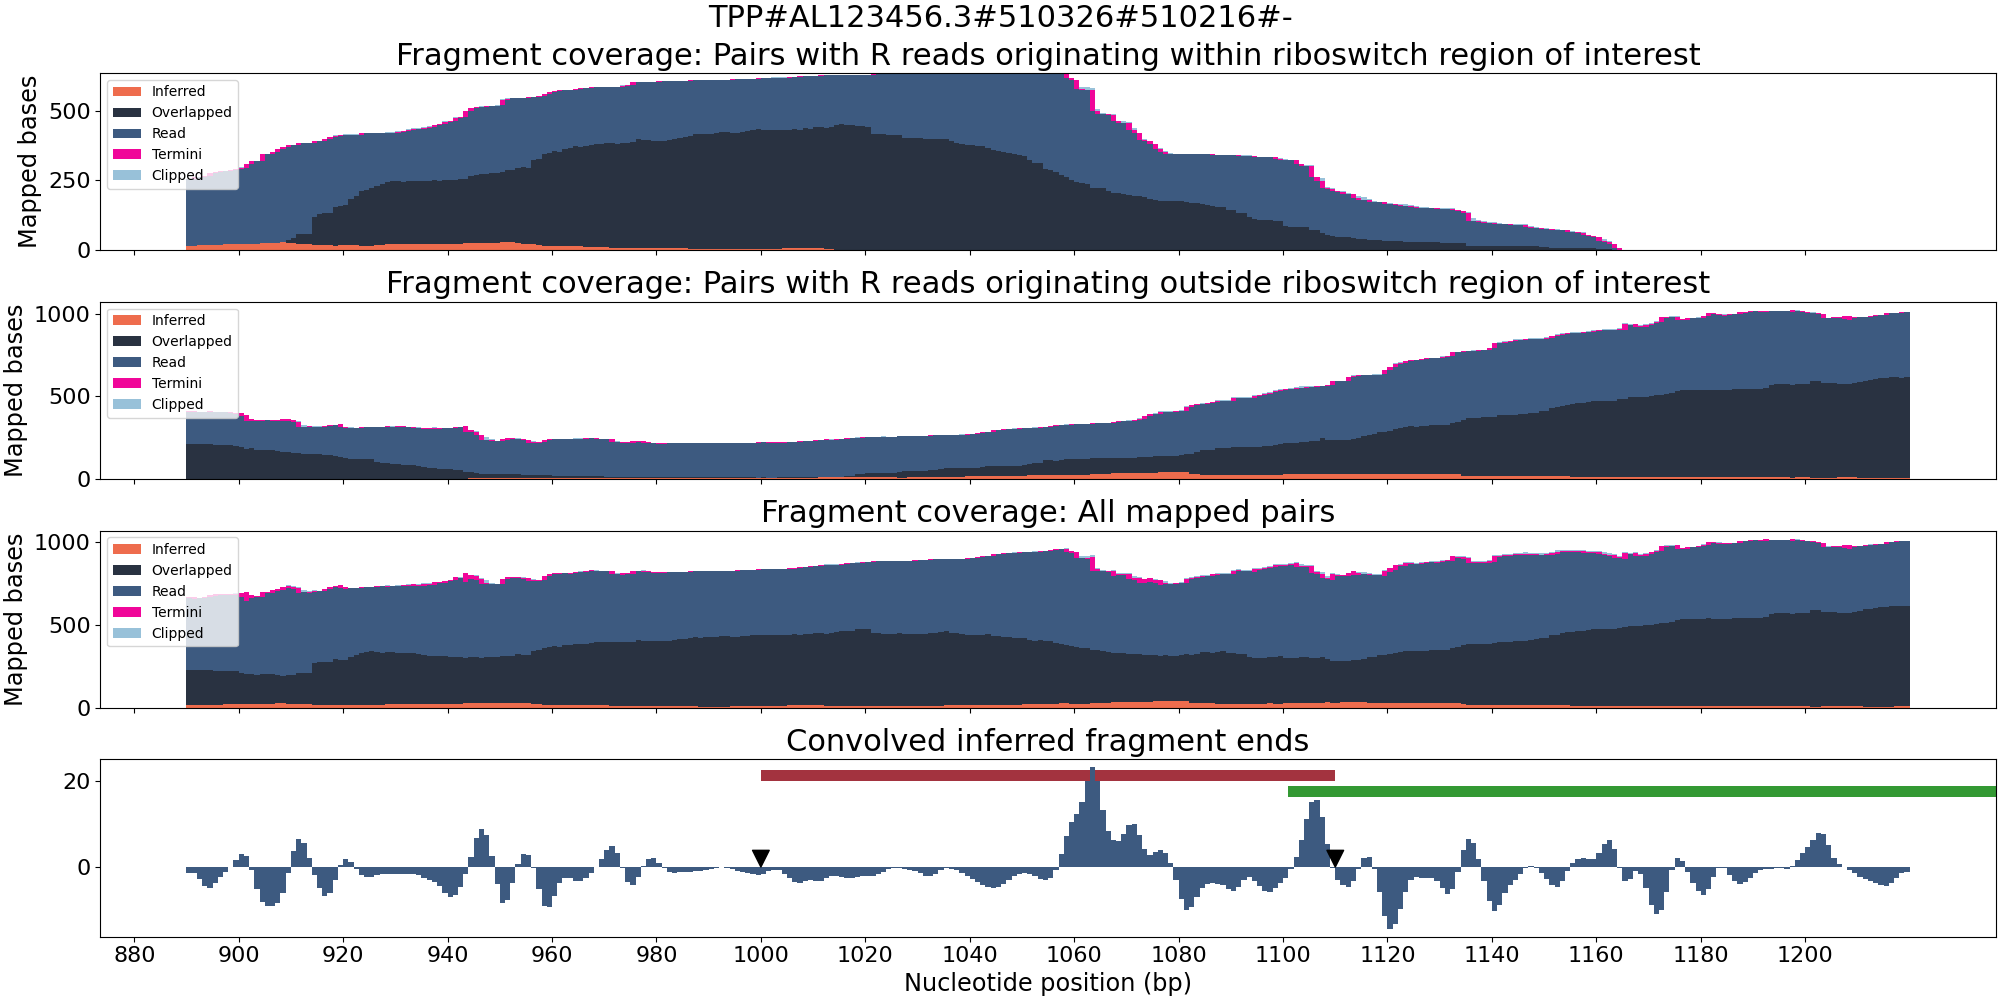 TPP#AL123456.3#510326#510216#-
Fragment coverage: Pairs with R reads originating within riboswitch region of interest
Mapped bases
500
250
0
Inferred
Overlapped
Read
Termini
Clipped
Fragment coverage: Pairs with R reads originating outside riboswitch region of interest
Mapped bases
1000
500
0
Inferred
Overlapped
Read
Termini
Clipped
Fragment coverage: All mapped pairs
Mapped bases
1000
500
0
Inferred
Overlapped
Read
Termini
Clipped
Convolved inferred fragment ends
20
0
880 900 920 940 960 980 1000 1020 1040 1060 1080 1100 1120 1140 1160 1180 1200
Nucleotide position (bp)